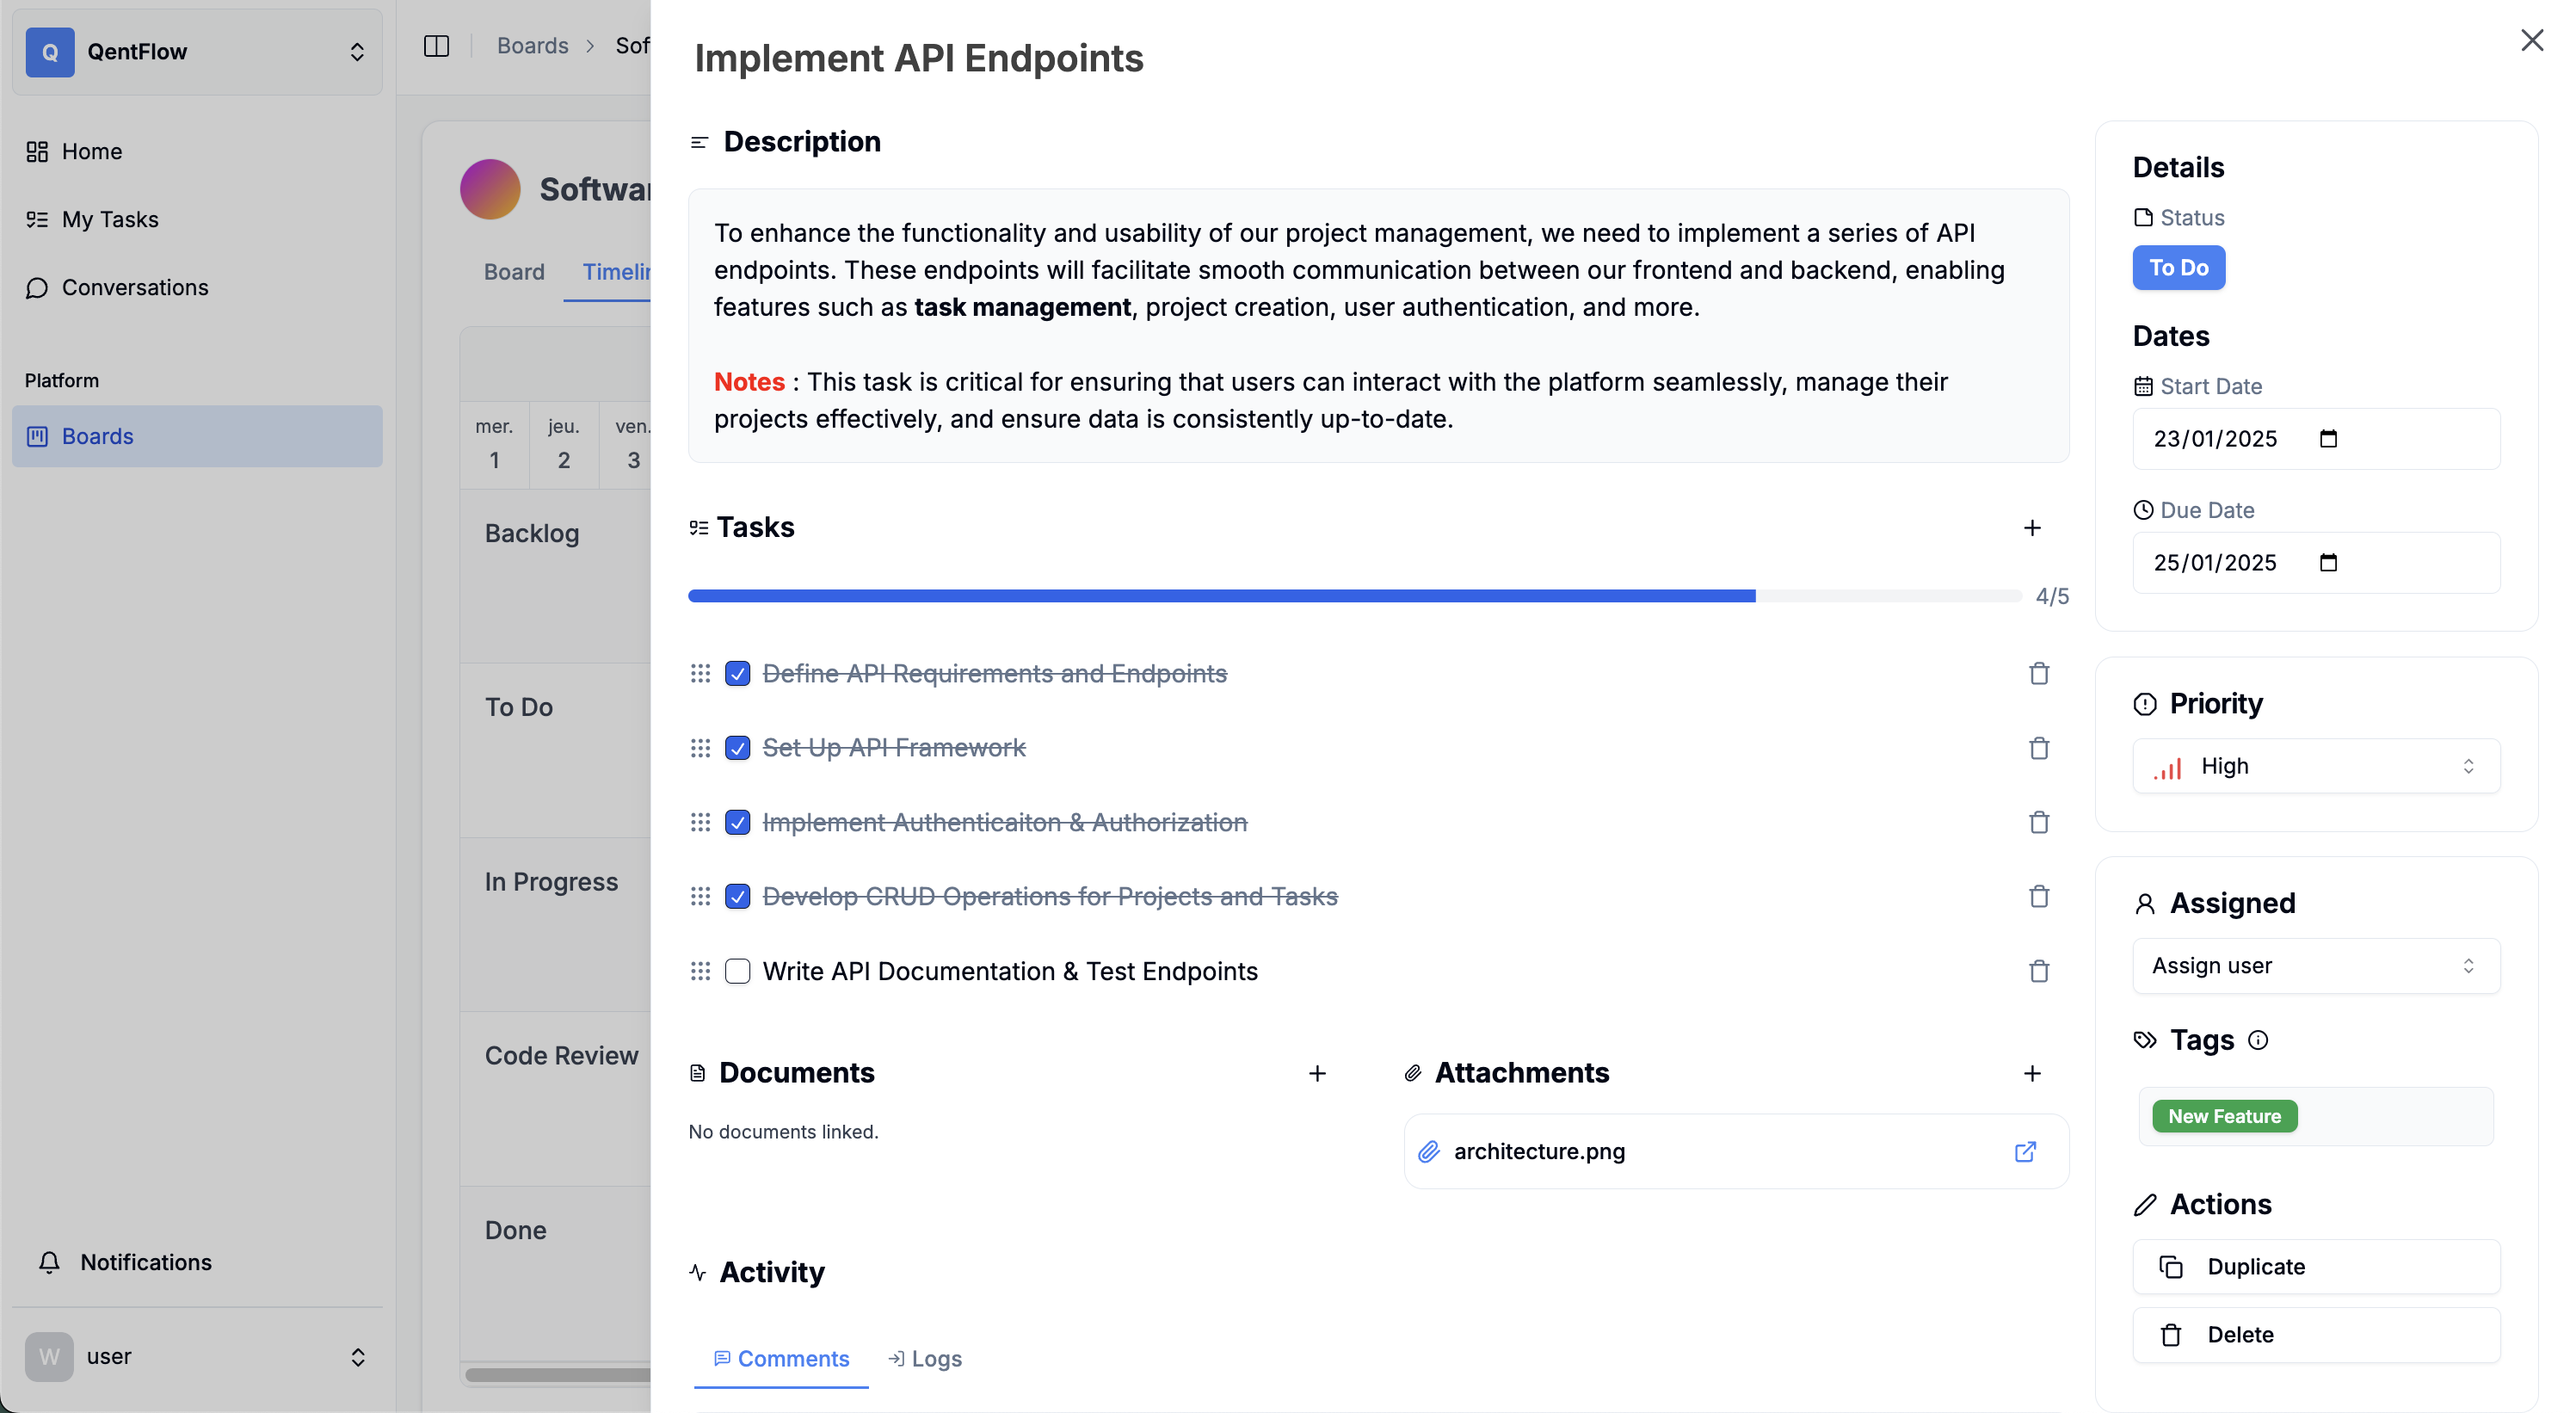 Q QentFlow
Home
My Tasks
Conversations
Platform
Boards
Notifications
W user
Boards > Sof
Softwar
Board Timelin
mer. jeu. ven.
1 2 3
Backlog
To Do
In Progress
Code Review
Done
Implement API Endpoints
Description
To enhance the functionality and usability of our project management, we need to implement a series of API
endpoints. These endpoints will facilitate smooth communication between our frontend and backend, enabling
features such as task management, project creation, user authentication, and more.
Notes : This task is critical for ensuring that users can interact with the platform seamlessly, manage their
projects effectively, and ensure data is consistently up-to-date.
Tasks
4/5
Define API Requirements and Endpoints
Set Up API Framework
Implement Authenticaiton & Authorization
Develop CRUD Operations for Projects and Tasks
Write API Documentation & Test Endpoints
Documents
No documents linked.
Attachments
architecture.png
Activity
Comments Logs
Details
Status
To Do
Dates
Start Date
23/01/2025
Due Date
25/01/2025
Priority
High
Assigned
Assign user
Tags
New Feature
Actions
Duplicate
Delete